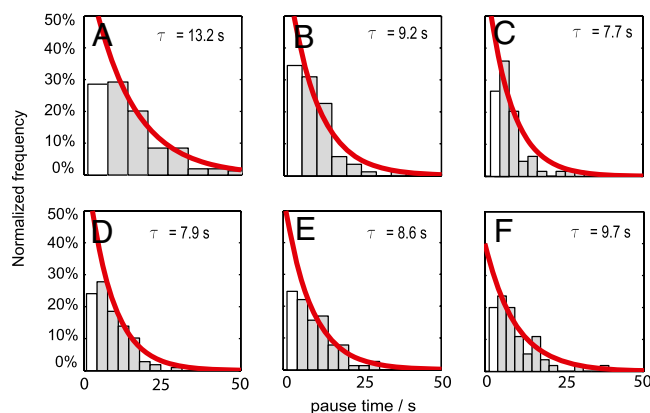 A B C
τ = 13.2 s τ = 9.2 s τ = 7.7 s
50%
40%
30%
20%
10%
0%
Normalized frequency
D E F
τ = 7.9 s τ = 8.6 s τ = 9.7 s
50%
40%
30%
20%
10%
0%
0 25 50 0 25 50 0 25 50
pause time / s